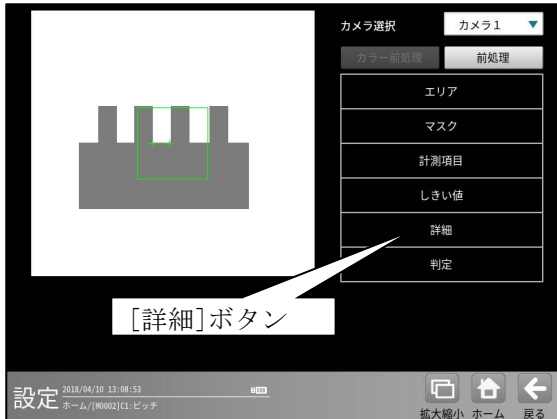 カメラ選択
カメラ1
カラー前処理
前処理
エリア
マスク
計測項目
しきい値
詳細
判定
[詳細]ボタン
設定
2018/04/10 13:08:53
ホーム/[M0002]C1:ピッチ
拡大縮小 ホーム 戻る